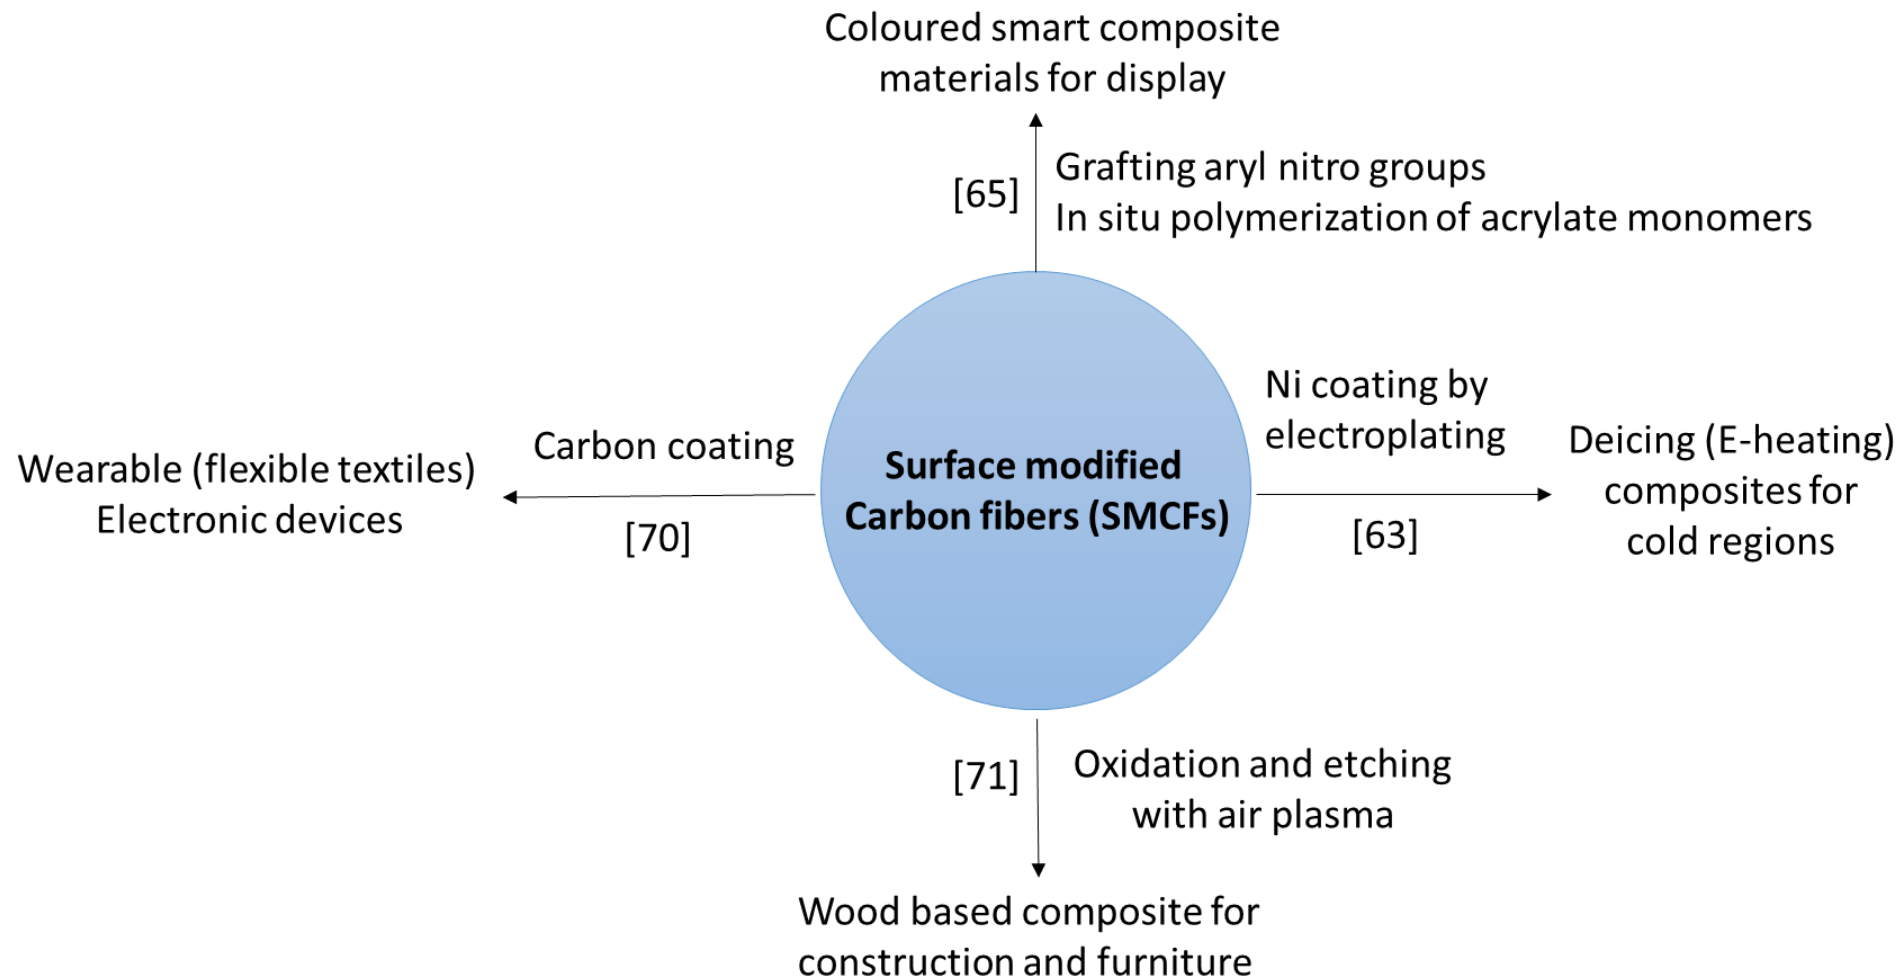 Coloured smart composite
materials for display
[65]
Grafting aryl nitro groups
In situ polymerization of acrylate monomers
Wearable (flexible textiles)
Electronic devices
Carbon coating
[70]
Surface modified
Carbon fibers (SMCFs)
Ni coating by
electroplating
[63]
Deicing (E-heating)
composites for
cold regions
[71]
Oxidation and etching
with air plasma
Wood based composite for
construction and furniture